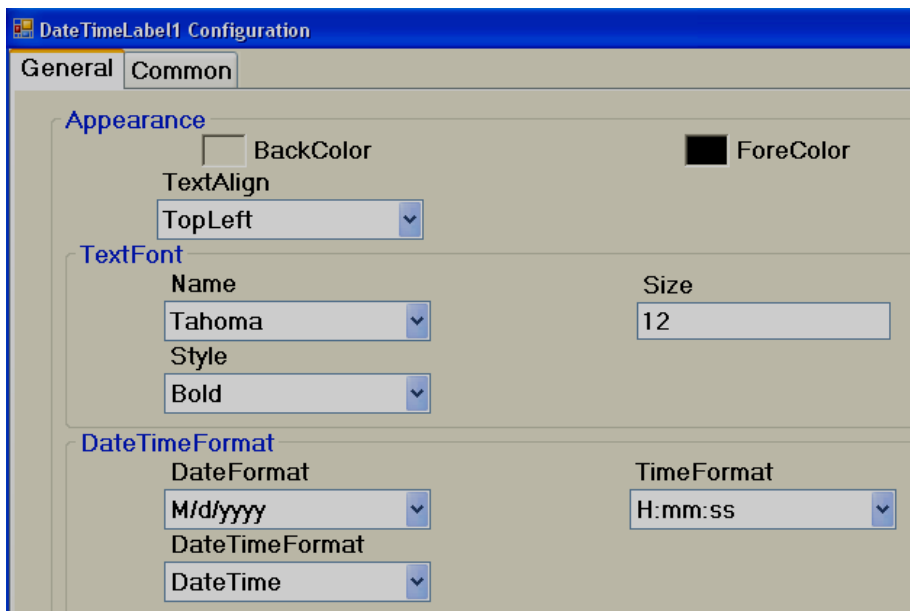 DateTimeLabel1 Configuration
General Common
Appearance
BackColor ForeColor
TextAlign
TopLeft
TextFont
Name Size
Tahoma 12
Style
Bold
DateTimeFormat
DateFormat TimeFormat
M/d/yyyy H:mm:ss
DateTimeFormat
DateTime